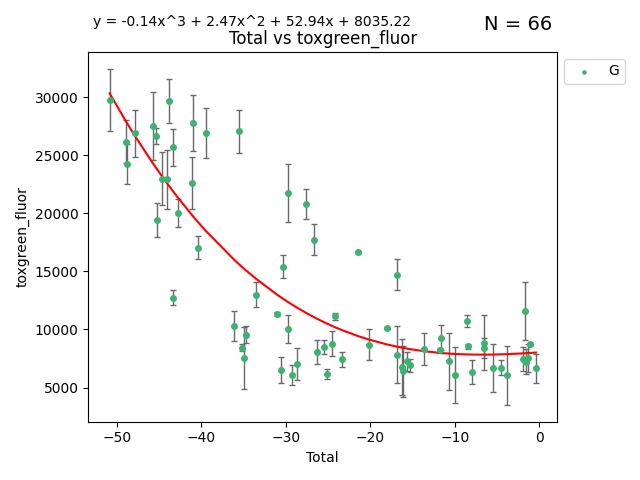 y = -0.14x^3 + 2.47x^2 + 52.94x + 8035.22
N = 66
Total vs toxgreen_fluor
G
30000
25000
20000
15000
10000
5000
toxgreen_fluor
−50 −40 −30 −20 −10 0
Total